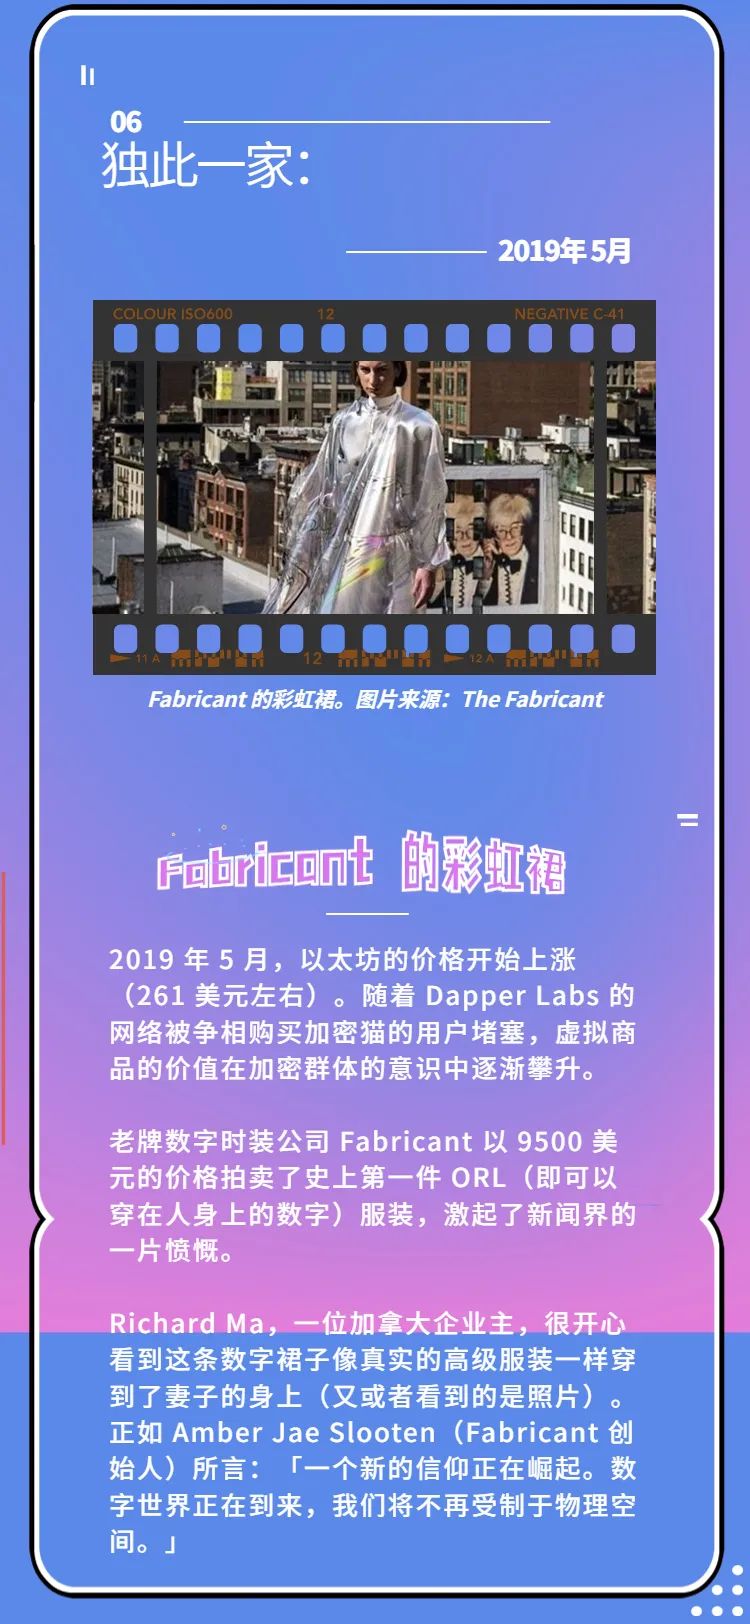 06
独此一家：
2019年 5月
COLOUR ISO600 12 NEGATIVE C-41
11 A 12 12 A
Fabricant 的彩虹裙。图片来源：The Fabricant
Fabricant 的彩虹裙
2019 年 5 月，以太坊的价格开始上涨
（261 美元左右）。随着 Dapper Labs 的
网络被争相购买加密猫的用户堵塞，虚拟商
品的价值在加密群体的意识中逐渐攀升。
老牌数字时装公司 Fabricant 以 9500 美
元的价格拍卖了史上第一件 ORL（即可以
穿在人身上的数字）服装，激起了新闻界的
一片愤慨。
Richard Ma，一位加拿大企业主，很开心
看到这条数字裙子像真实的高级服装一样穿
到了妻子的身上（又或者看到的是照片）。
正如 Amber Jae Slooten（Fabricant 创
始人）所言：「一个新的信仰正在崛起。数
字世界正在到来，我们将不再受制于物理空
间。」